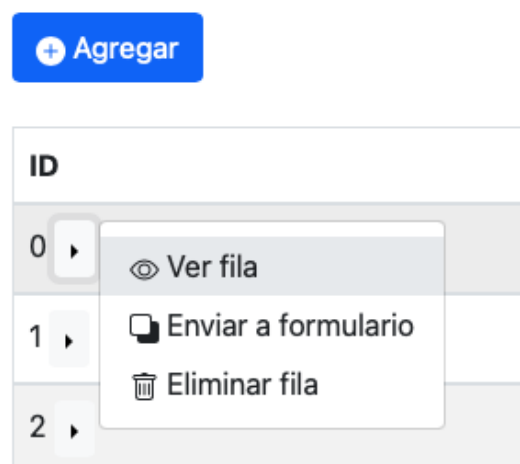 Agregar
ID
0
Ver fila
Enviar a formulario
1
Eliminar fila
2